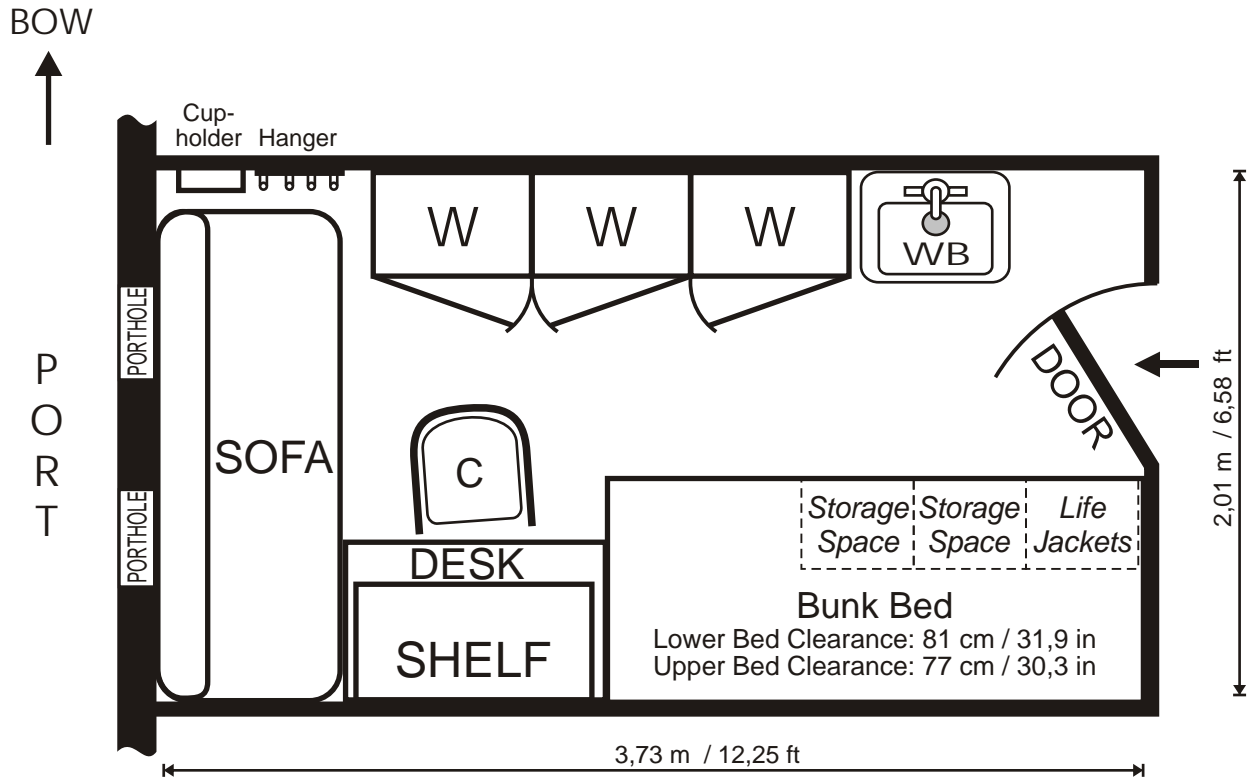 BOW
Cup-
holder
Hanger
W
W
W
WB
PORTHOLE
PORT
DOOR
2,01 m / 6,58 ft
SOFA
C
PORTHOLE
Storage
Space
Storage
Space
Life
Jackets
DESK
SHELF
Bunk Bed
Lower Bed Clearance: 81 cm / 31,9 in
Upper Bed Clearance: 77 cm / 30,3 in
3,73 m / 12,25 ft